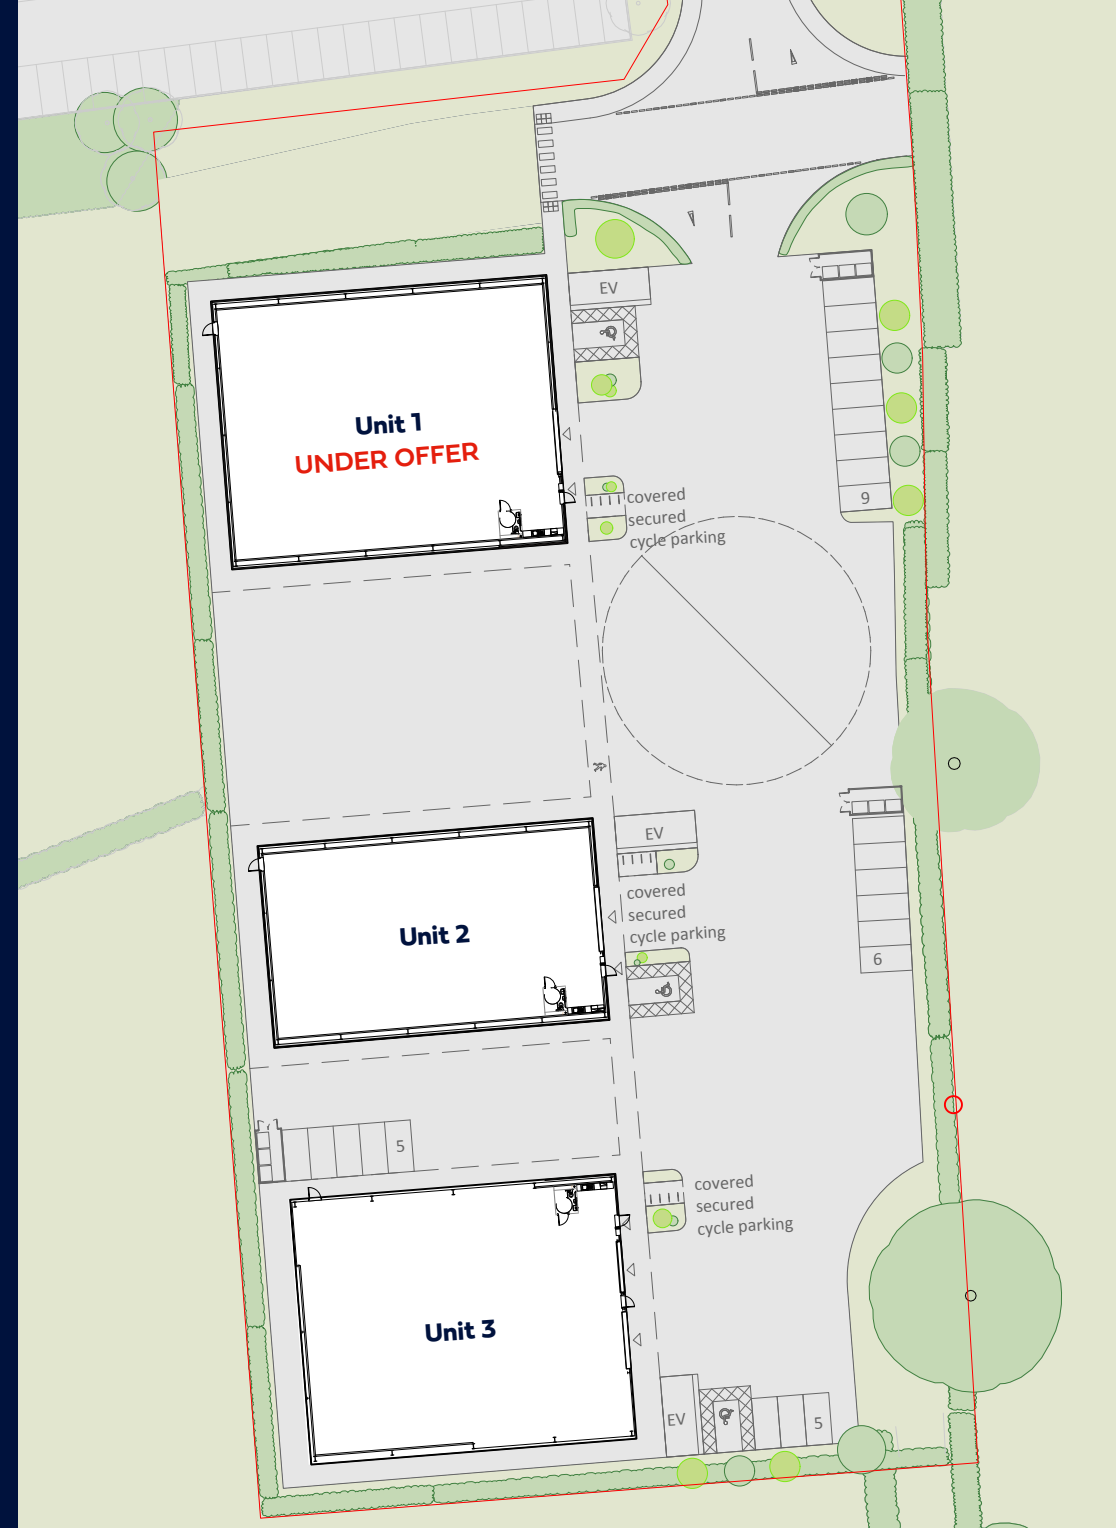 EV
Unit 1
UNDER OFFER
9
covered
secured
cycle parking
EV
covered
secured
cycle parking
Unit 2
6
5
covered
secured
cycle parking
Unit 3
EV
5